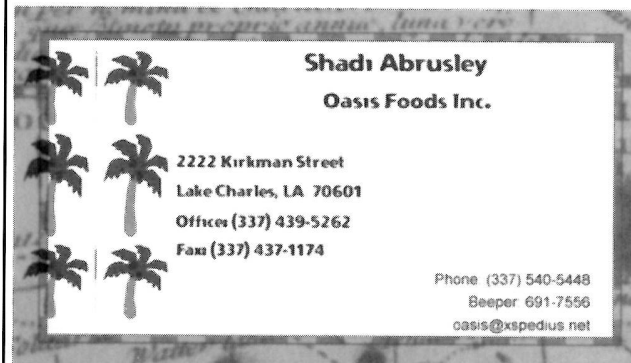 Shadi Abrusley
Oasis Foods Inc.
2222 Kirkman Street
Lake Charles, LA 70601
Office: (337) 439-5262
Fax: (337) 437-1174
Phone (337) 540-5448
Beeper 691-7556
oasis@xspedius.net